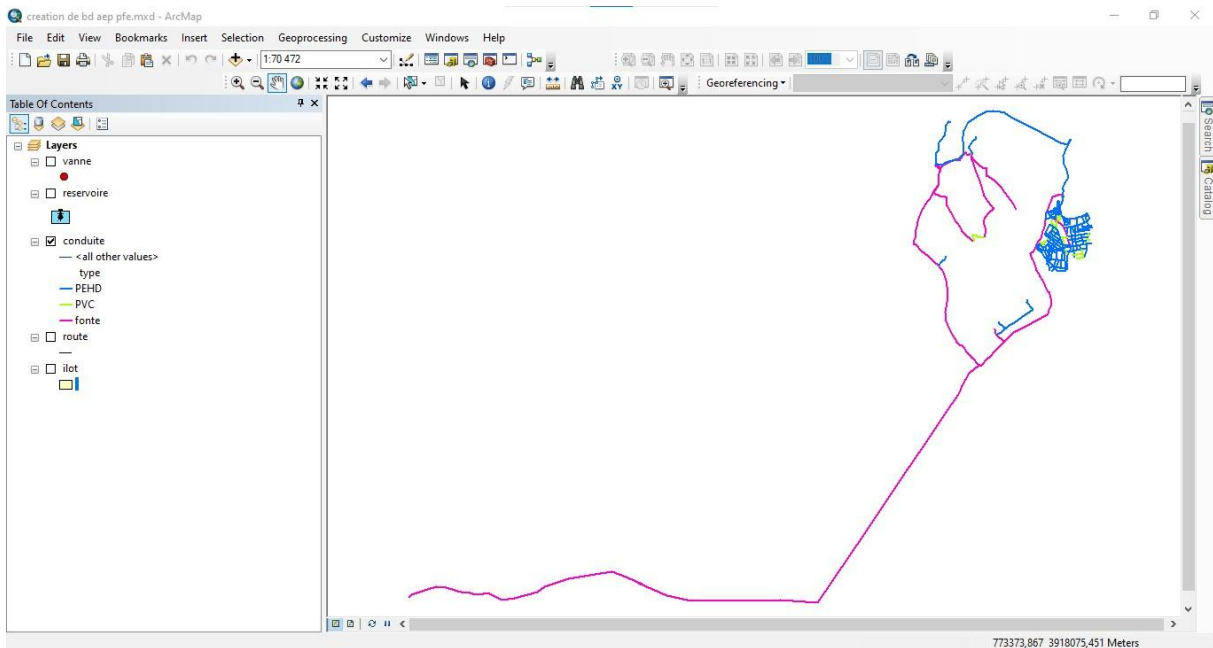 creation de bd aep pfe.mxd - ArcMap
File Edit View Bookmarks Insert Selection Geoprocessing Customize Windows Help
1:70 472
Georeferencing
Table Of Contents
Layers
vanne
reservoire
conduite
<all other values>
type
PEHD
PVC
fonte
route
ilot
Search
Catalog
773373,867 3918075,451 Meters